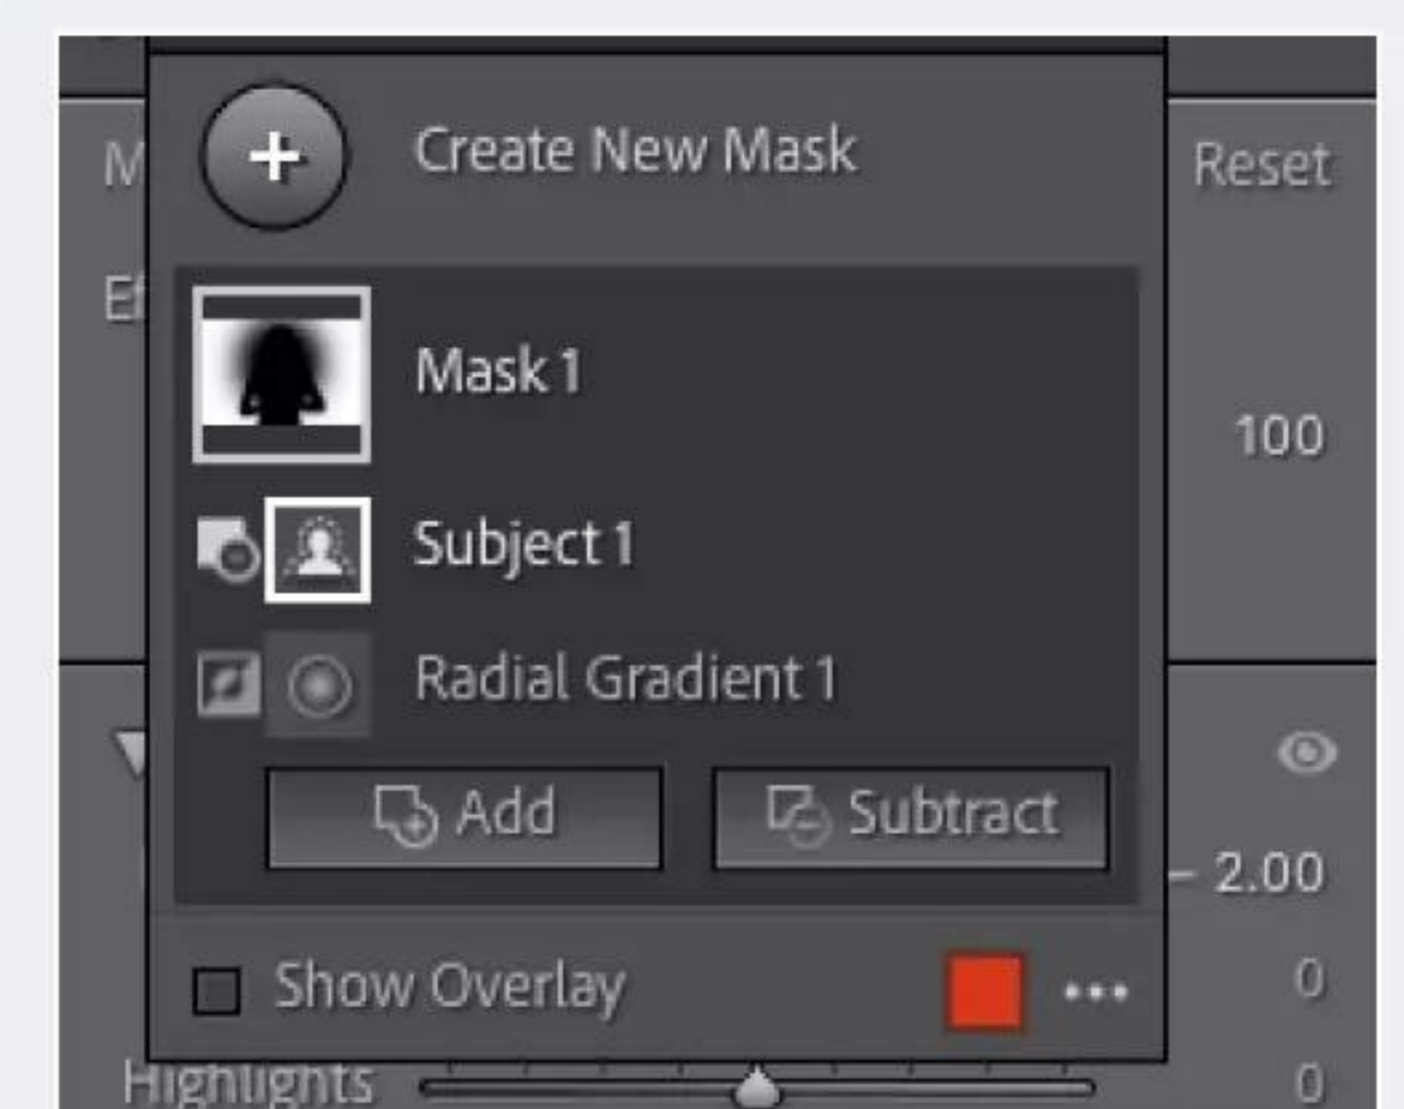 Create New Mask
Reset
Mask 1
100
Subject 1
Radial Gradient 1
Add
Subtract
– 2.00
Show Overlay
0
Highlights
0